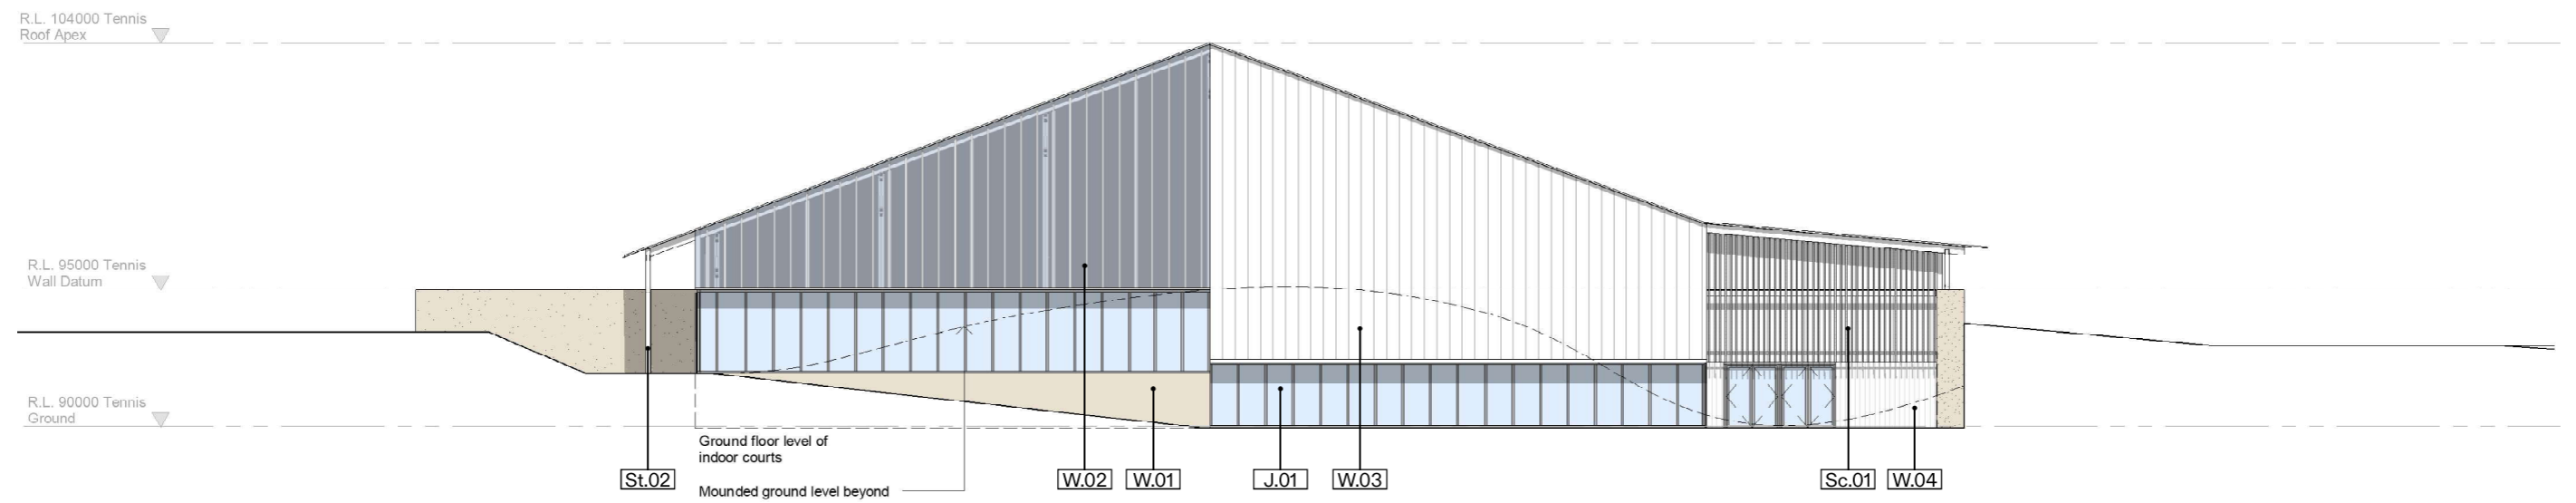 R.L. 104000 Tennis
Roof Apex
R.L. 95000 Tennis
Wall Datum
R.L. 90000 Tennis
Ground
Ground floor level of
indoor courts
Mounded ground level beyond
St.02
W.02
W.01
J.01
W.03
Sc.01
W.04